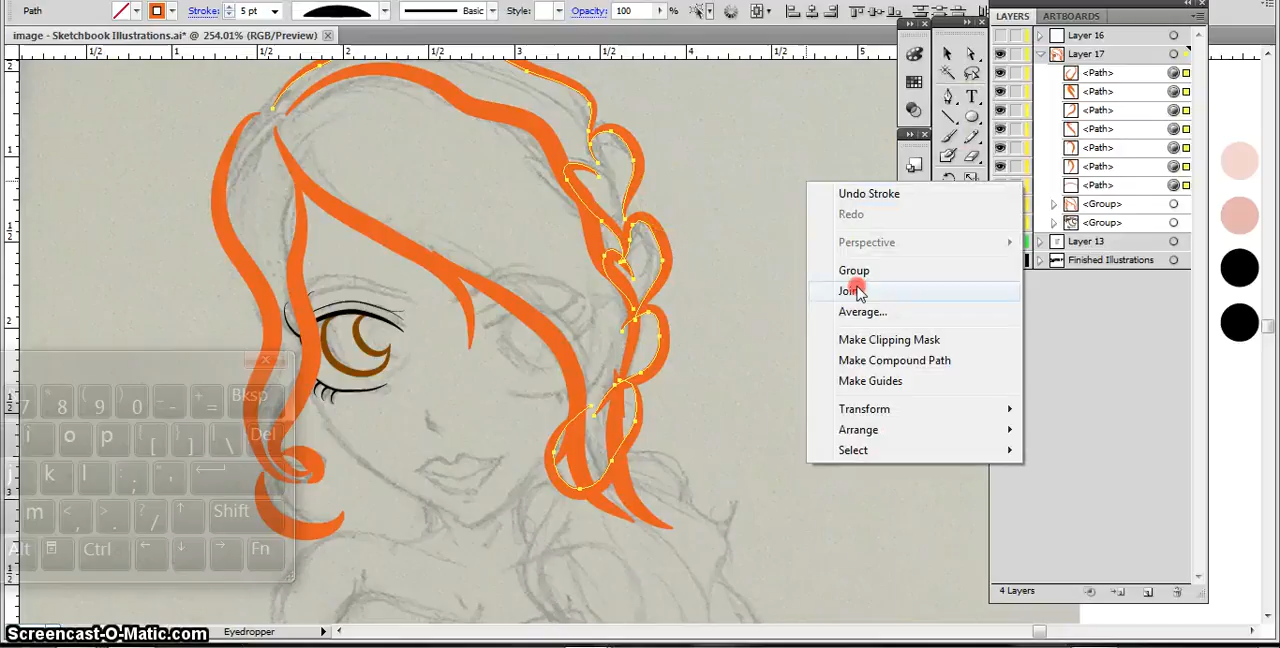 Path Stroke: 5 pt Basic Style: Opacity: 100 %
image - Sketchbook Illustrations.ai* @ 254.01% (RGB/Preview)
1/2 1 1/2 3 1/2 4 1/2 5
LAYERS ARTBOARDS
Layer 16
Layer 17
<Path>
<Path>
<Path>
<Path>
<Path>
<Path>
<Path>
<Group>
<Group>
Layer 13
Finished Illustrations
4 Layers
Undo Stroke
Redo
Perspective
Group
Join
Average...
Make Clipping Mask
Make Compound Path
Make Guides
Transform
Arrange
Select
7 8 9 0 - = Bksp
i o p [ ] \ Del
j k l ; '
m , . / Shift
Alt Ctrl Fn
Screencast-O-Matic.com
Eyedropper